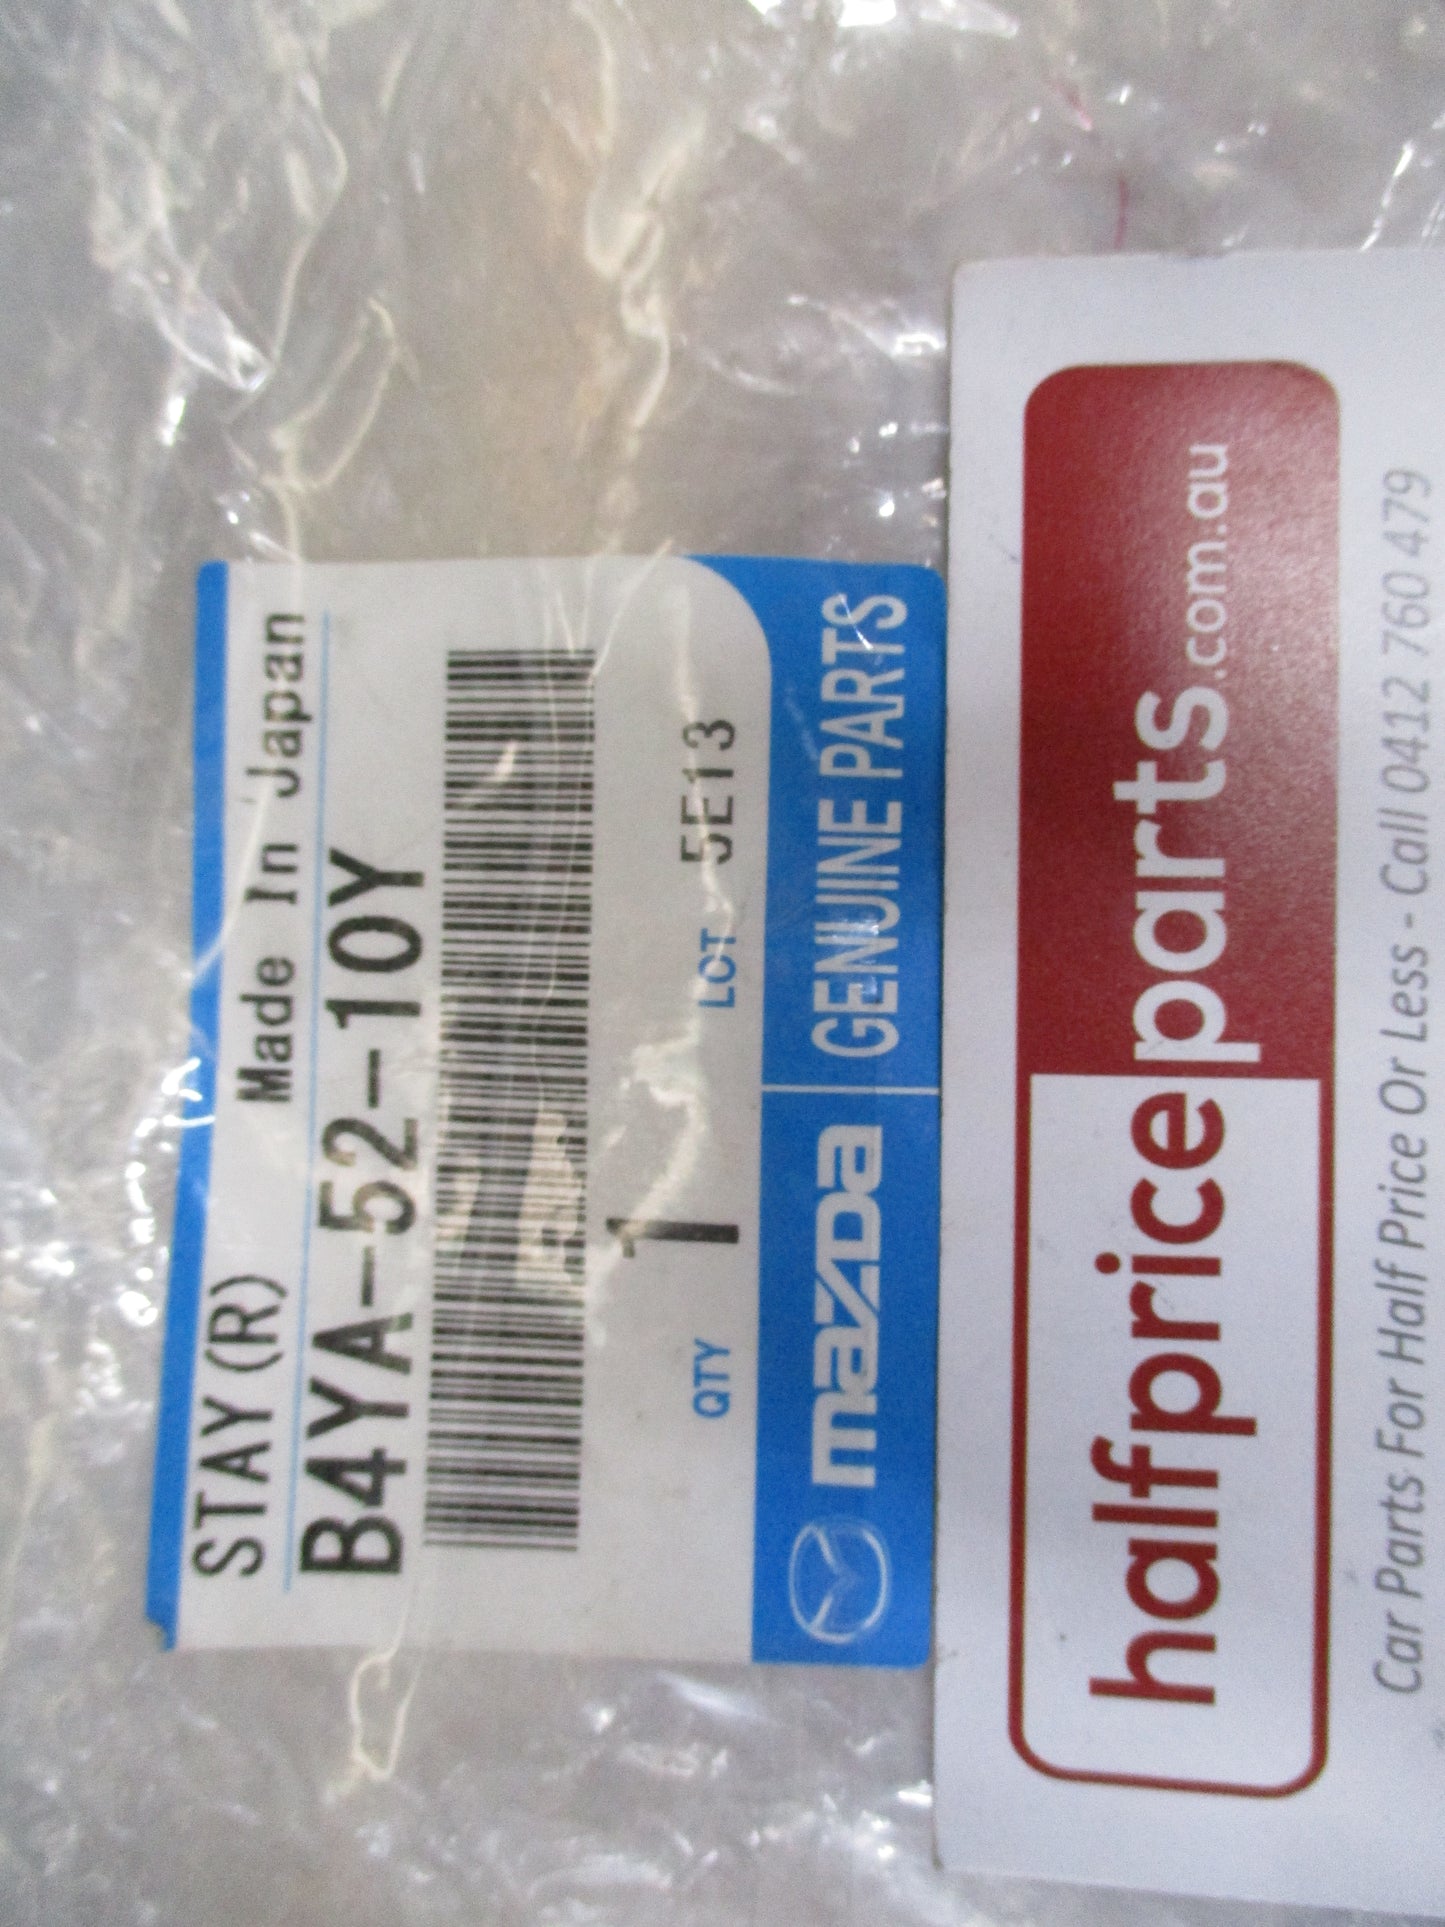 STAY(R) Made In Japan
B4YA-52-10Y
QTY 1 LOT 5E13
mazda GENUINE PARTS
halfpriceparts.com.au
Car Parts For Half Price Or Less - Call 0412 760 479